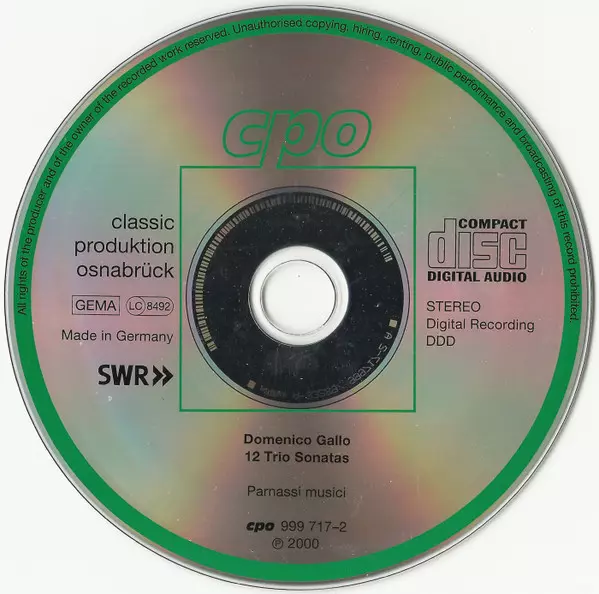 All rights of the producer and of the owner of the recorded work reserved. Unauthorised copying, hiring, renting, public performance and broadcasting of this record prohibited.
cpo
classic
produktion
osnabrück
GEMA LC 8492
Made in Germany
SWR
COMPACT
disc
DIGITAL AUDIO
STEREO
Digital Recording
DDD
Domenico Gallo
12 Trio Sonatas
Parnassi musici
cpo 999 717–2
℗ 2000